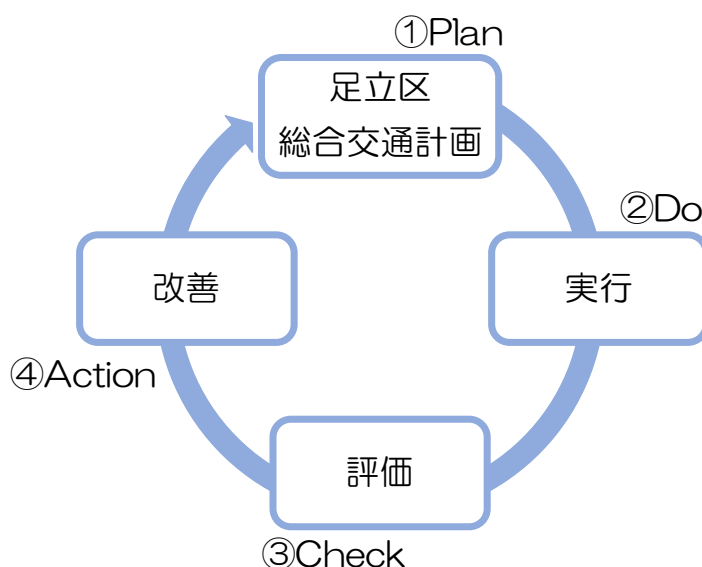 ①Plan
足立区
総合交通計画
②Do
実行
評価
③Check
改善
④Action